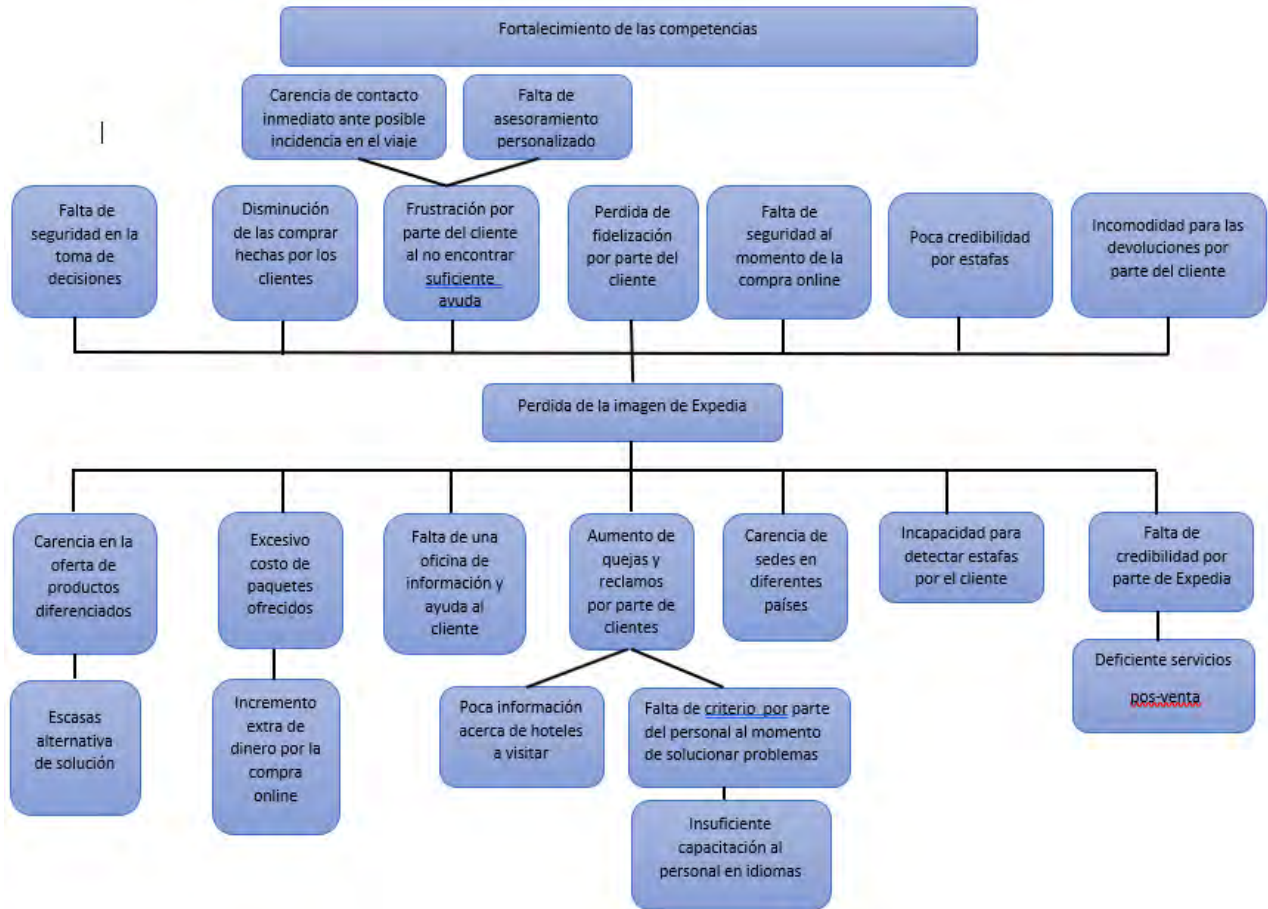 Fortalecimiento de las competencias
Carencia de contacto
inmediato ante posible
incidencia en el viaje
Falta de
asesoramiento
personalizado
Falta de
seguridad en la
toma de
decisiones
Disminución
de las comprar
hechas por los
clientes
Frustración por
parte del cliente
al no encontrar
suficiente
ayuda
Perdida de
fidelización
por parte del
cliente
Falta de
seguridad al
momento de la
compra online
Poca credibilidad
por estafas
Incomodidad para las
devoluciones por
parte del cliente
Perdida de la imagen de Expedia
Carencia en la
oferta de
productos
diferenciados
Excesivo
costo de
paquetes
ofrecidos
Falta de una
oficina de
información y
ayuda al
cliente
Aumento de
quejas y
reclamos
por parte de
clientes
Carencia de
sedes en
diferentes
países
Incapacidad para
detectar estafas
por el cliente
Falta de
credibilidad por
parte de Expedia
Escasas
alternativa
de solución
Incremento
extra de
dinero por la
compra
online
Poca información
acerca de hoteles
a visitar
Falta de criterio por parte
del personal al momento
de solucionar problemas
Deficiente servicios
pos-venta
Insuficiente
capacitación al
personal en idiomas